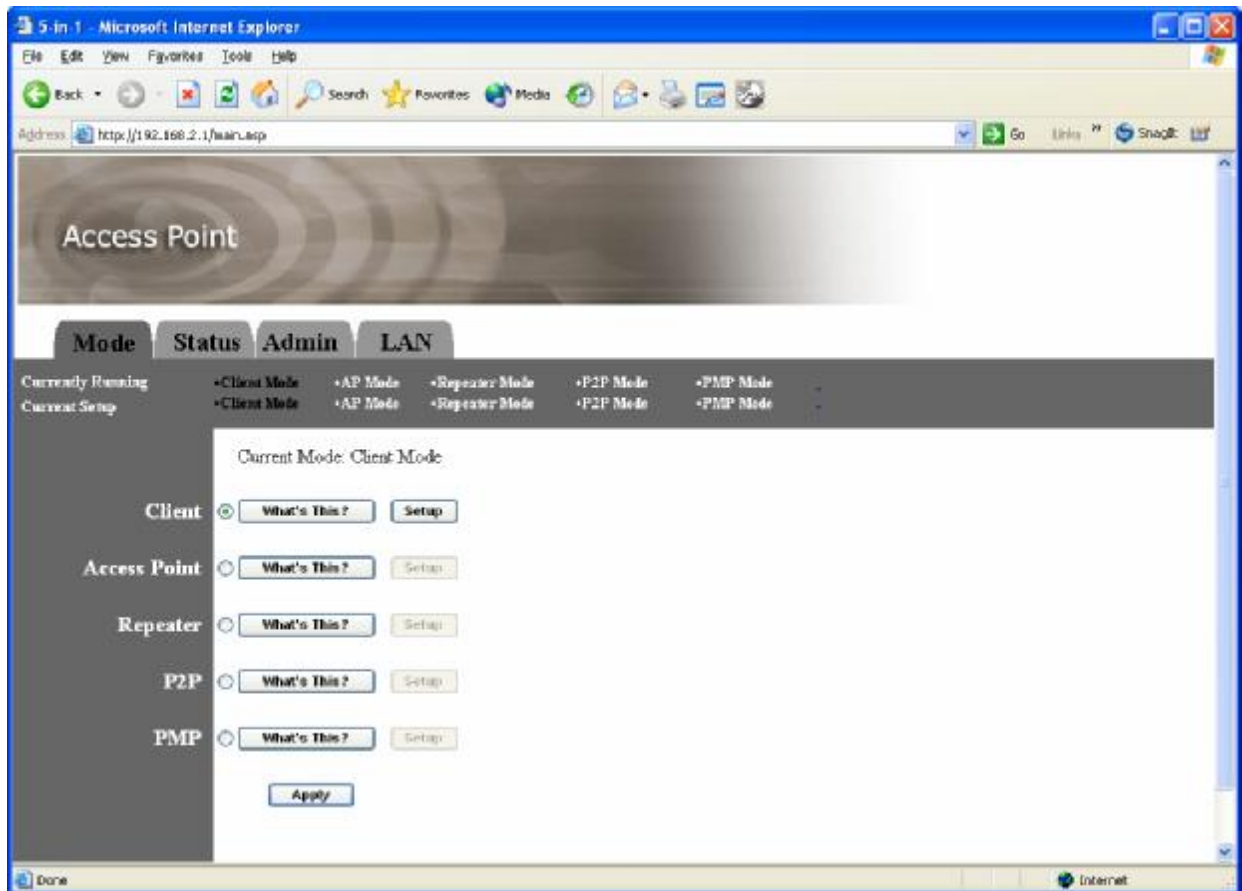 5-in-1 - Microsoft Internet Explorer
File Edit View Favorites Tools Help
Back Search Favorites Media
Address http://192.168.2.1/main.asp Go Links » SnagIt
Access Point
Mode Status Admin LAN
Currently Running •Client Mode •AP Mode •Repeater Mode •P2P Mode •PMP Mode
Current Setup •Client Mode •AP Mode •Repeater Mode •P2P Mode •PMP Mode
Current Mode: Client Mode
Client What's This? Setup
Access Point What's This? Setup
Repeater What's This? Setup
P2P What's This? Setup
PMP What's This? Setup
Apply
Done Internet